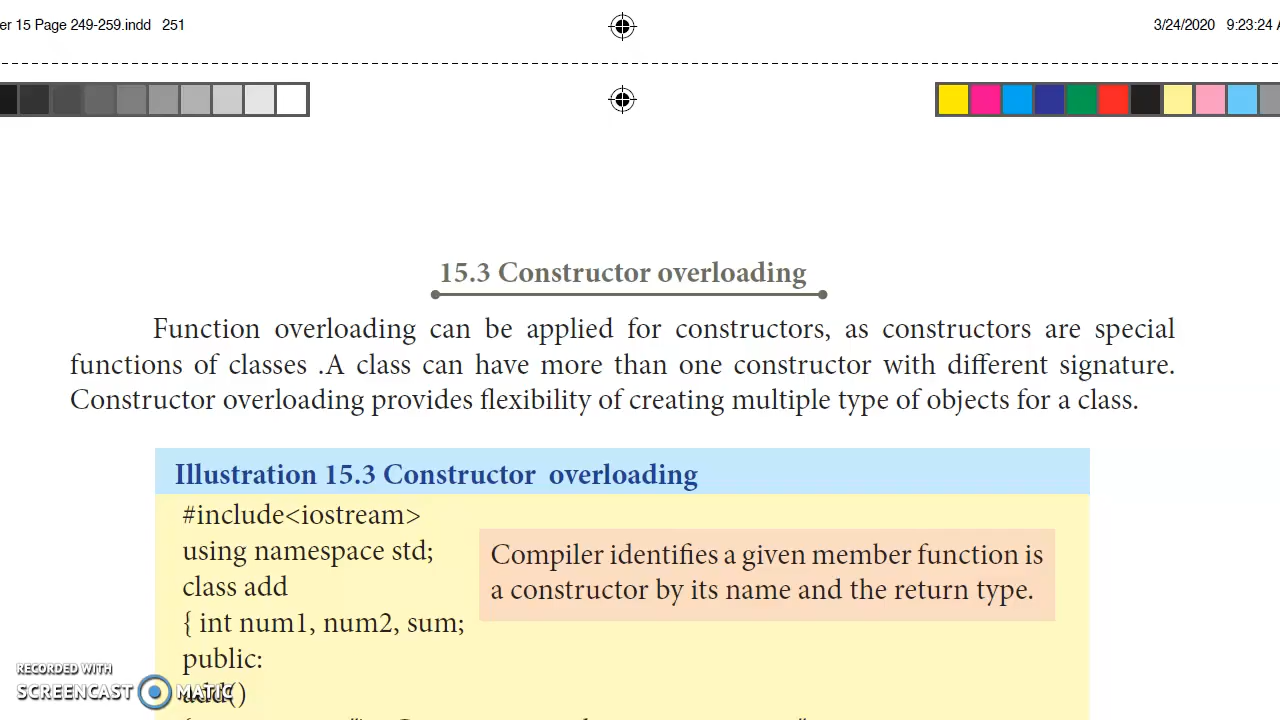 er 15 Page 249-259.indd 251
3/24/2020 9:23:24
15.3 Constructor overloading
Function overloading can be applied for constructors, as constructors are special
functions of classes .A class can have more than one constructor with different signature.
Constructor overloading provides flexibility of creating multiple type of objects for a class.
Illustration 15.3 Constructor overloading
#include<iostream>
using namespace std;
Compiler identifies a given member function is
a constructor by its name and the return type.
class add
{ int num1, num2, sum;
public:
add()
RECORDED WITH
SCREENCAST MATIC